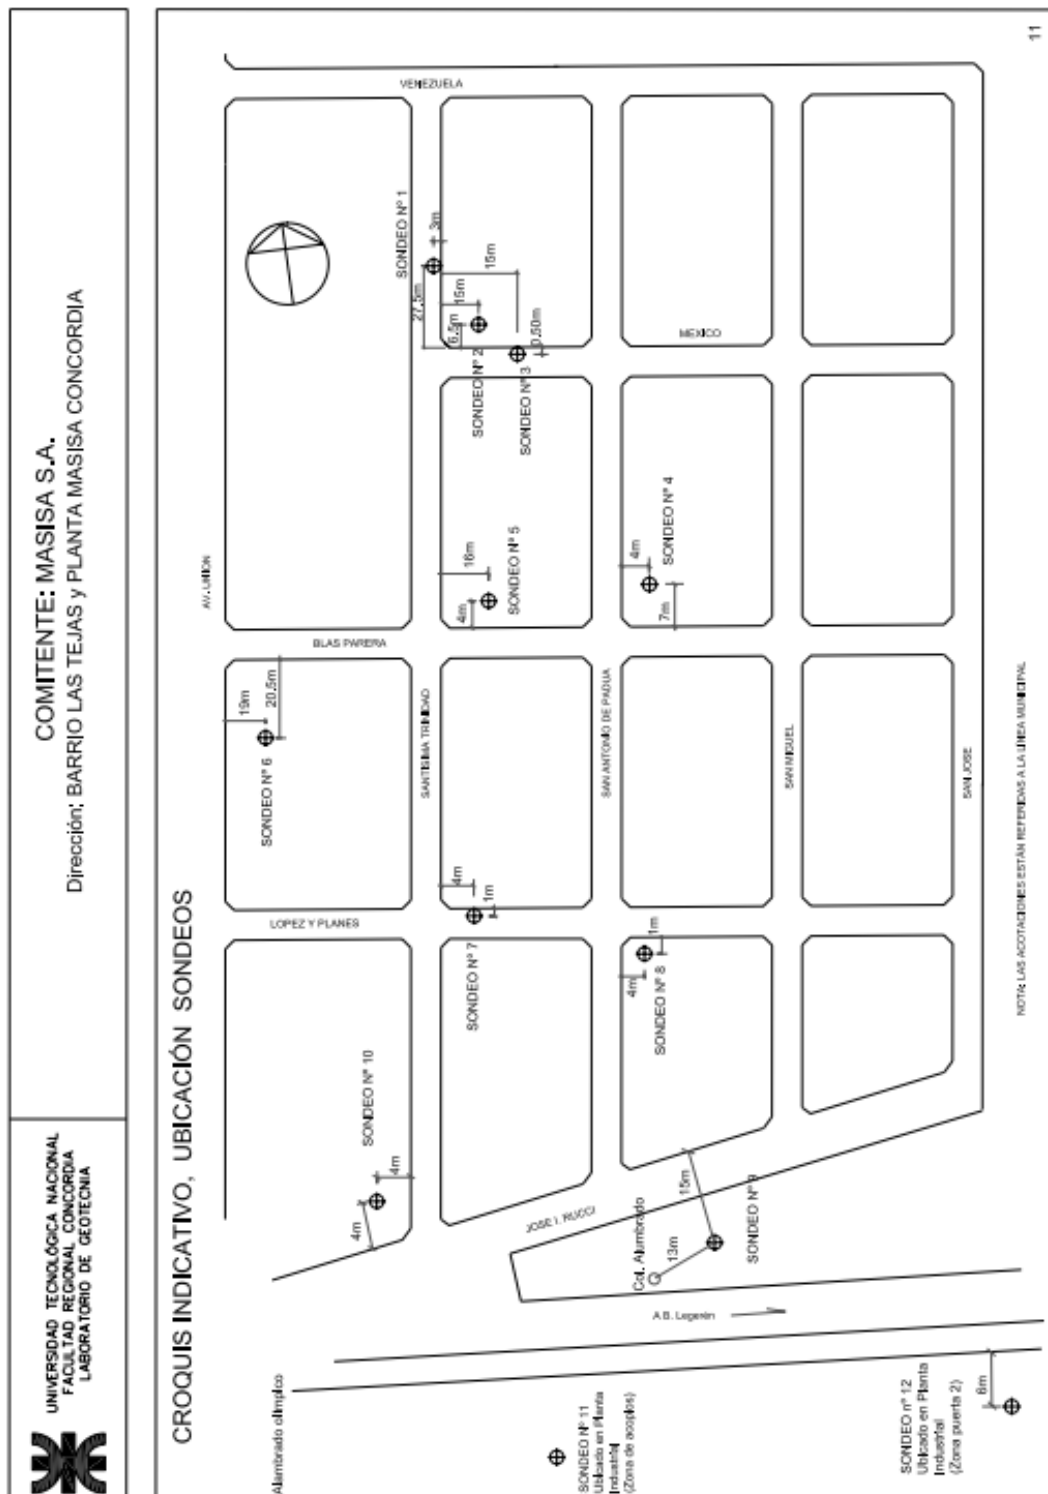 UNIVERSIDAD TECNOLÓGICA NACIONAL
FACULTAD REGIONAL CONCORDIA
LABORATORIO DE GEOTECNIA
COMITENTE: MASISA S.A.
Dirección: BARRIO LAS TEJAS y PLANTA MASISA CONCORDIA
CROQUIS INDICATIVO, UBICACIÓN SONDEOS
AV. UNION
VENEZUELA
SONDEO Nº 1
3m
27.5m
15m
15m
6.5m
SONDEO Nº 2
SONDEO Nº 3
0.50m
MEXICO
SONDEO Nº 4
4m
7m
16m
4m
SONDEO Nº 5
BLAS PARERA
19m
20.5m
SONDEO Nº 6
SANTISIMA TRINIDAD
SAN ANTONIO DE PADUA
SAN MIGUEL
SAN JOSE
4m
1m
SONDEO Nº 7
LOPEZ Y PLANES
1m
4m
SONDEO Nº 8
SONDEO Nº 10
4m
4m
JOSE I. RUCCI
15m
13m
Col. Alumbrado
SONDEO Nº 9
A.B. Legerén
Alambrado olímpico
SONDEO Nº 11
Ubicado en Planta
Industrial
(Zona de acopios)
SONDEO nº 12
Ubicado en Planta
Industrial
(Zona puerta 2)
6m
NOTA: LAS ACOTACIONES ESTÁN REFERIDAS A LA LÍNEA MUNICIPAL
11